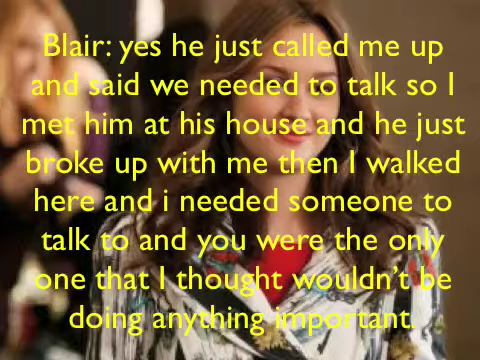 Blair: yes he just called me up
and said we needed to talk so I
met him at his house and he just
broke up with me then I walked
here and i needed someone to
talk to and you were the only
one that I thought wouldn't be
doing anything important.